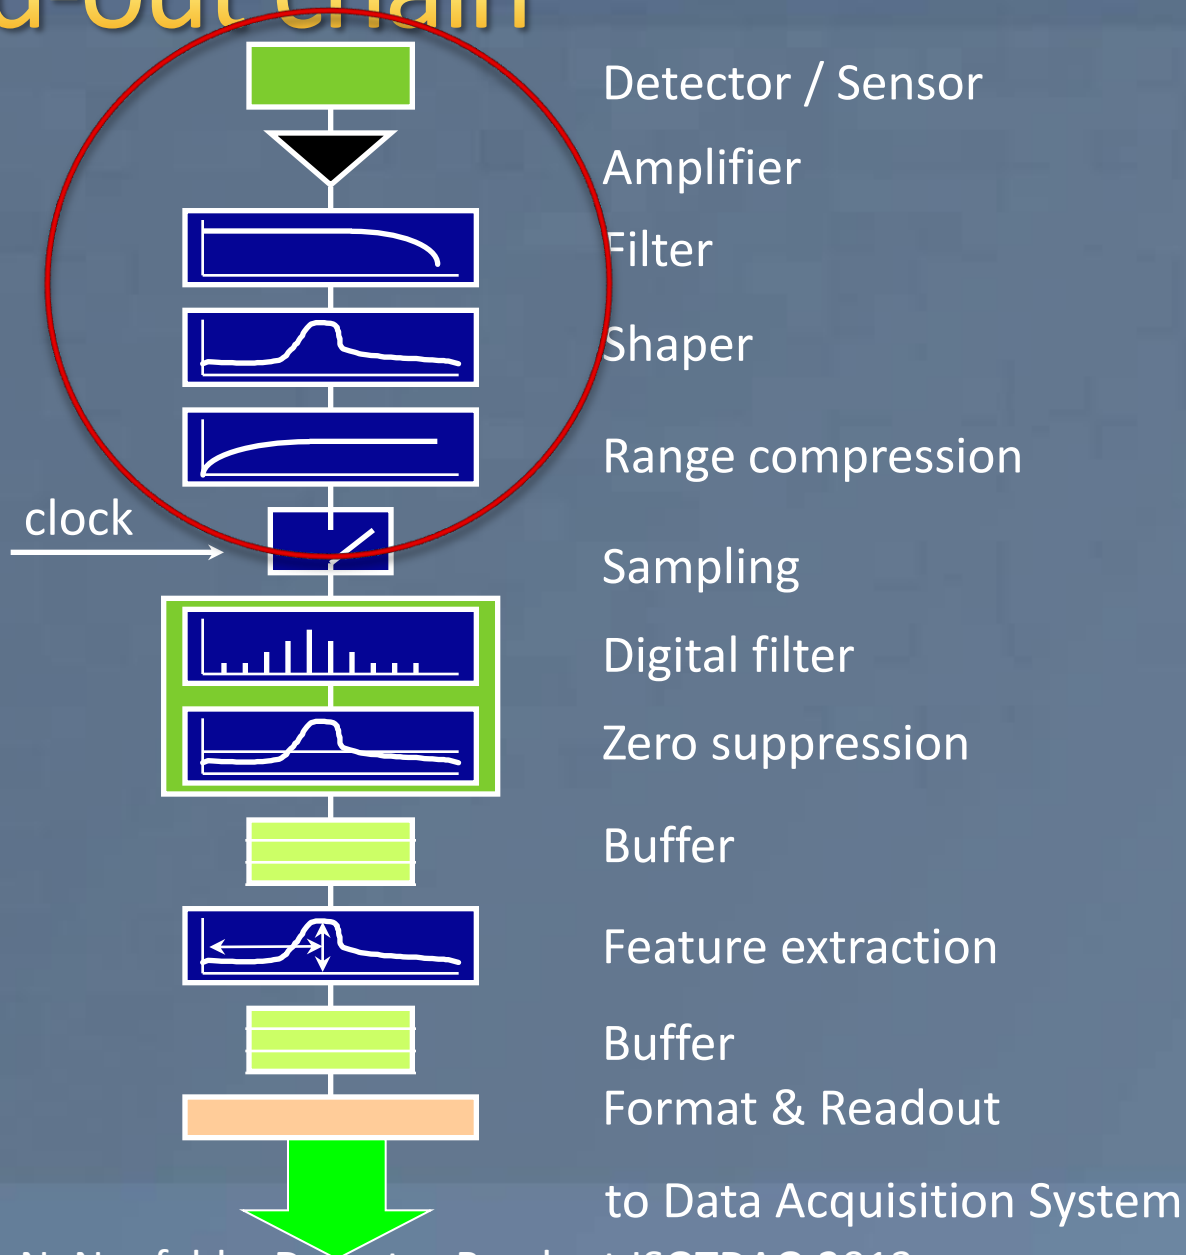 chain
Detector / Sensor
Amplifier
Filter
Shaper
Range compression
clock
Sampling
Digital filter
Zero suppression
Buffer
Feature extraction
Buffer
Format & Readout
to Data Acquisition System